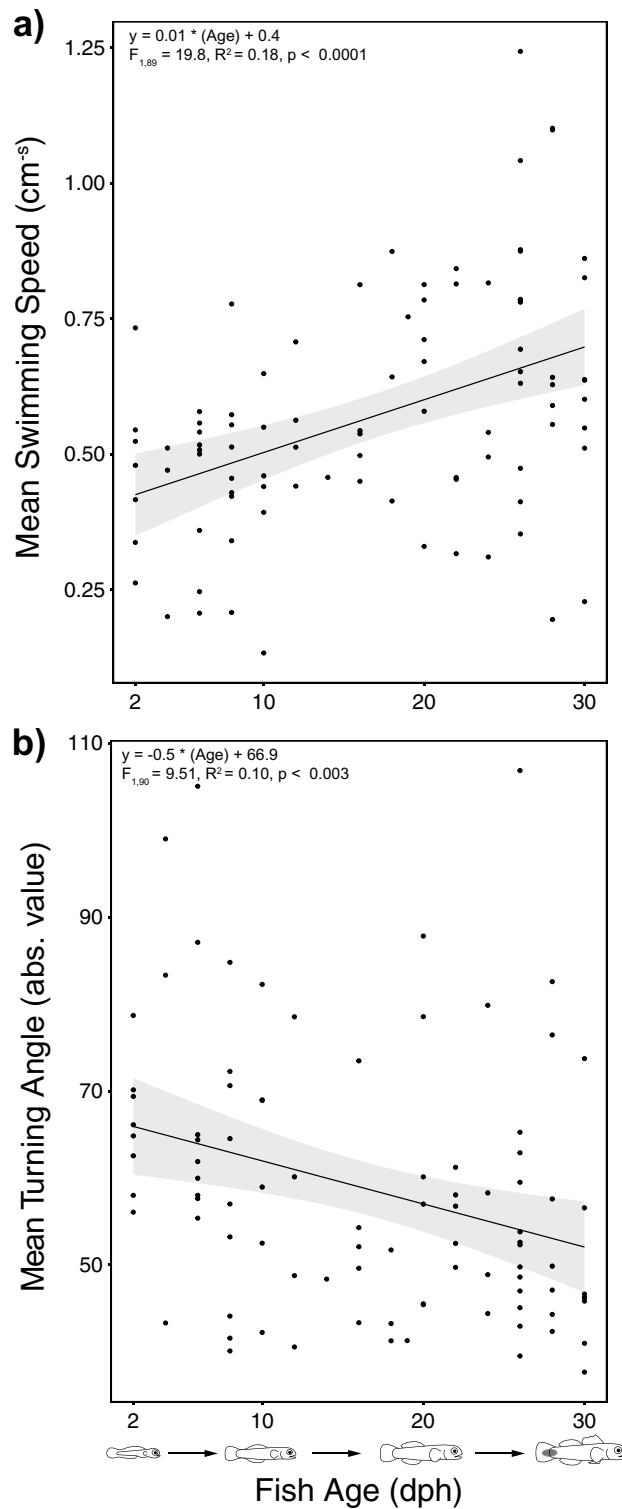 a)
y = 0.01 * (Age) + 0.4
F1,89 = 19.8, R² = 0.18, p < 0.0001
Mean Swimming Speed (cm⁻ˢ)
1.25
1.00
0.75
0.50
0.25
2 10 20 30
b)
y = -0.5 * (Age) + 66.9
F1,90 = 9.51, R² = 0.10, p < 0.003
Mean Turning Angle (abs. value)
110
90
70
50
2 10 20 30
Fish Age (dph)